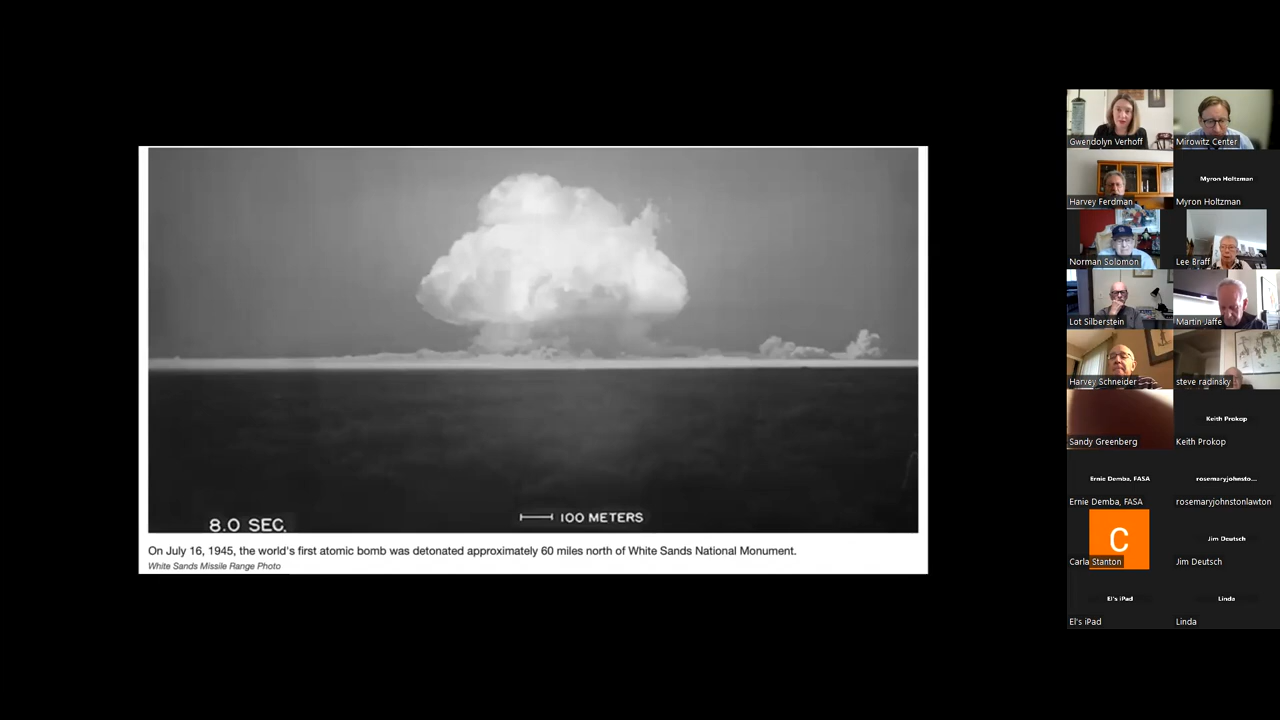 8.0 SEC.
100 METERS
On July 16, 1945, the world's first atomic bomb was detonated approximately 60 miles north of White Sands National Monument.
White Sands Missile Range Photo
Gwendolyn Verhoff
Mirowitz Center
Harvey Ferdman
Myron Holtzman
Myron Holtzman
Norman Solomon
Lee Braff
Lot Silberstein
Martin Jaffe
Harvey Schneider
steve radinsky
Sandy Greenberg
Keith Prokop
Keith Prokop
Ernie Demba, FASA
Ernie Demba, FASA
rosemaryjohnsto...
rosemaryjohnstonlawton
C
Carla Stanton
Jim Deutsch
Jim Deutsch
El's iPad
El's iPad
Linda
Linda